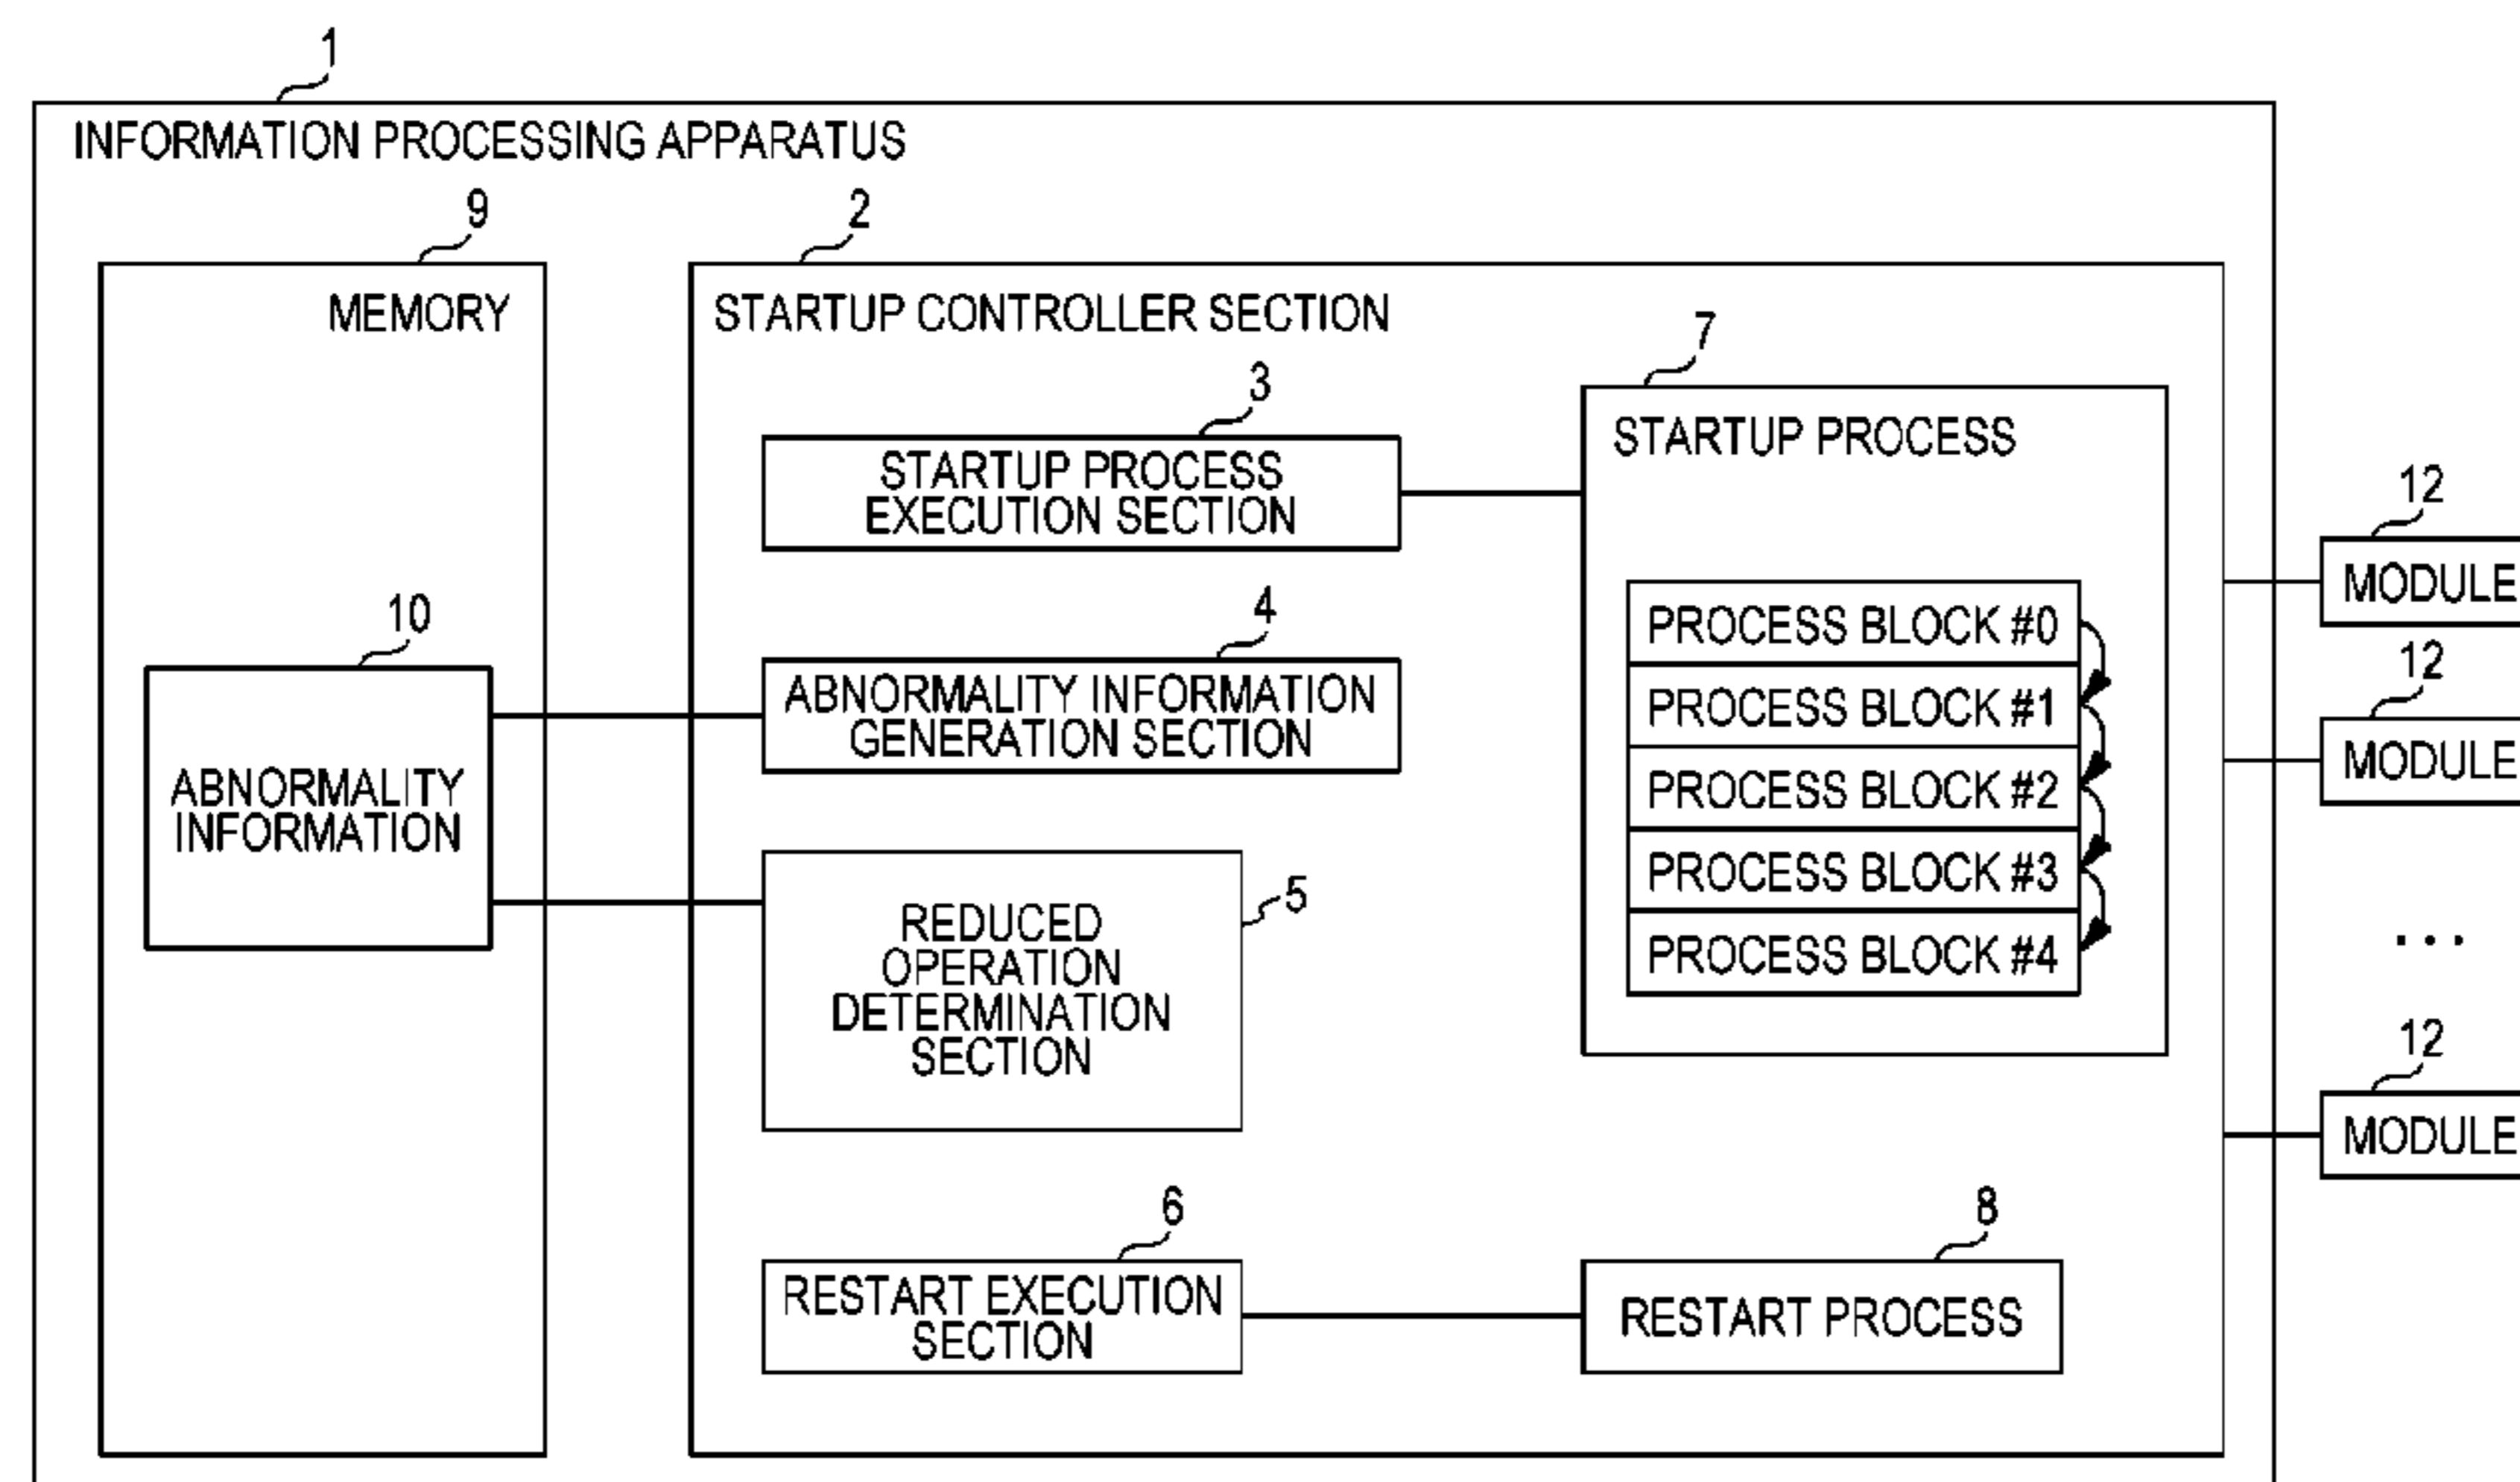 1
INFORMATION PROCESSING APPARATUS
9
2
MEMORY
STARTUP CONTROLLER SECTION
7
3
STARTUP PROCESS
EXECUTION SECTION
STARTUP PROCESS
12
MODULE
10
4
ABNORMALITY INFORMATION
GENERATION SECTION
PROCESS BLOCK #0
PROCESS BLOCK #1
PROCESS BLOCK #2
PROCESS BLOCK #3
PROCESS BLOCK #4
12
MODULE
ABNORMALITY
INFORMATION
5
REDUCED
OPERATION
DETERMINATION
SECTION
...
12
MODULE
6
RESTART EXECUTION
SECTION
8
RESTART PROCESS